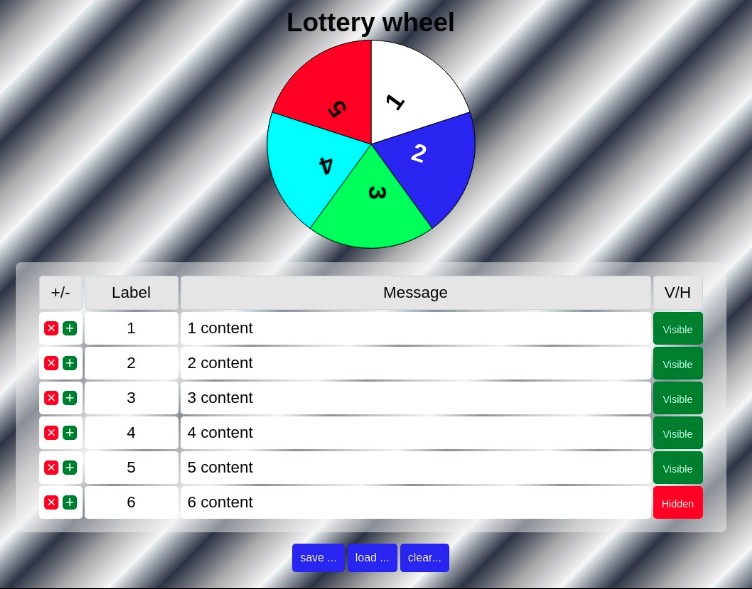 Lottery wheel
5 1
4 2
3
+/- Label Message V/H
1 1 content Visible
2 2 content Visible
3 3 content Visible
4 4 content Visible
5 5 content Visible
6 6 content Hidden
save ... load ... clear...